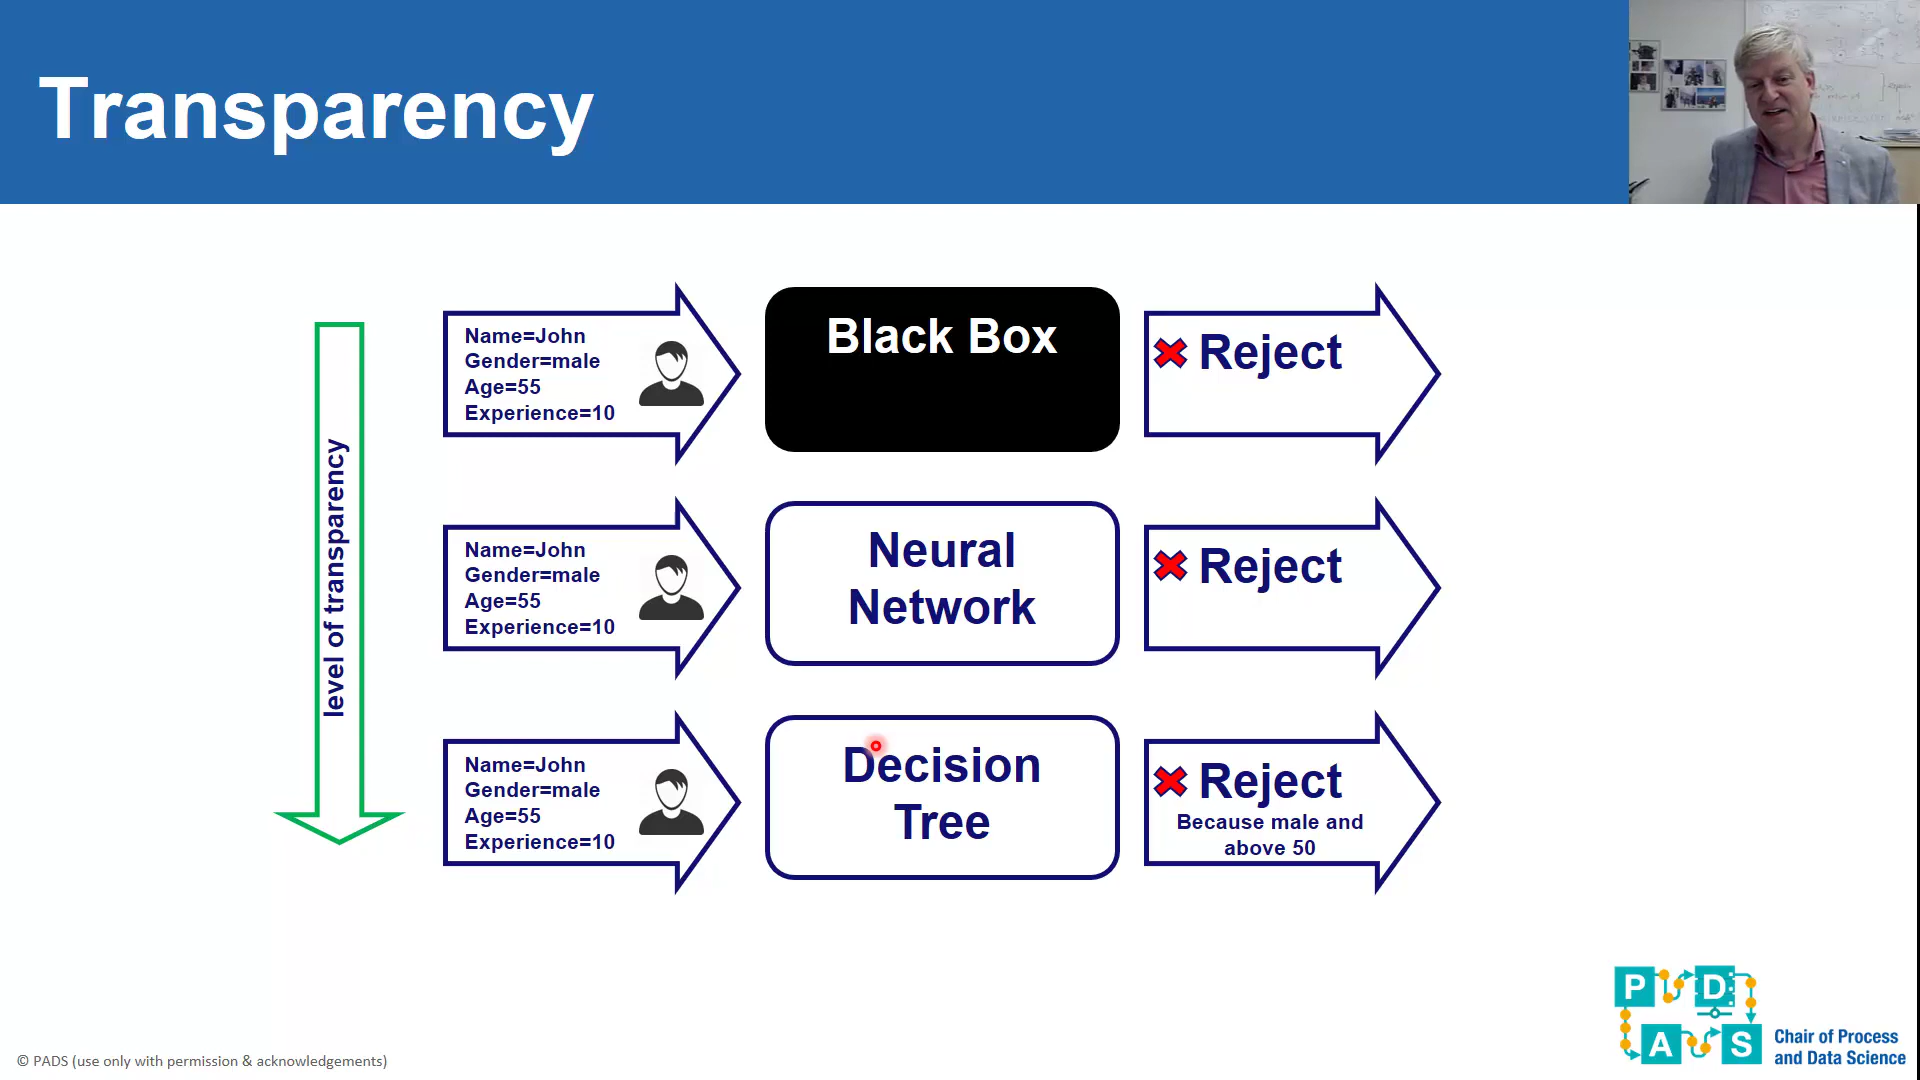 Transparency
level of transparency
Name=John
Gender=male
Age=55
Experience=10
Black Box
Reject
Name=John
Gender=male
Age=55
Experience=10
Neural
Network
Reject
Name=John
Gender=male
Age=55
Experience=10
Decision
Tree
Reject
Because male and
above 50
© PADS (use only with permission & acknowledgements)
P D
A S
Chair of Process
and Data Science